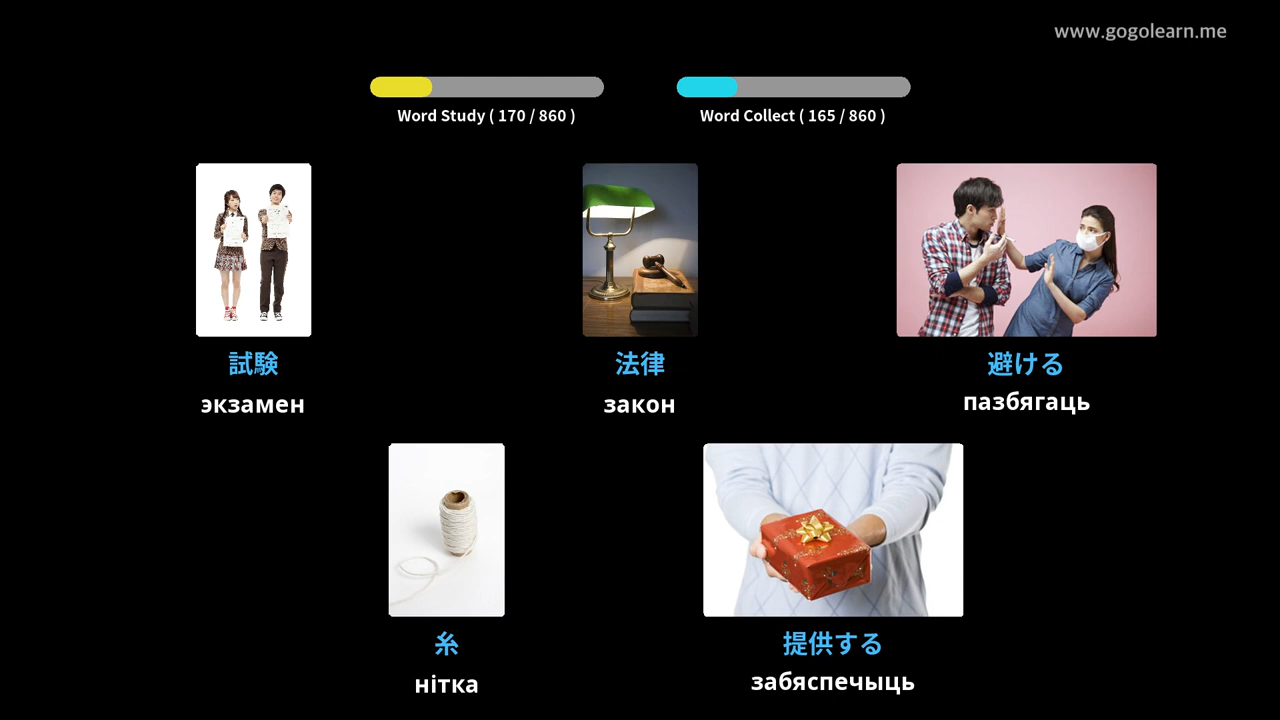 www.gogolearn.me
Word Study ( 170 / 860 )
Word Collect ( 165 / 860 )
試験
экзамен
法律
закон
避ける
пазбягаць
糸
нітка
提供する
забяспечыць